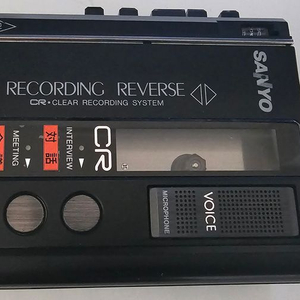 RECORDING REVERSE
CR・CLEAR RECORDING SYSTEM
SANYO
CR
対話
INTERVIEW
MEETING
VOICE
MICROPHONE